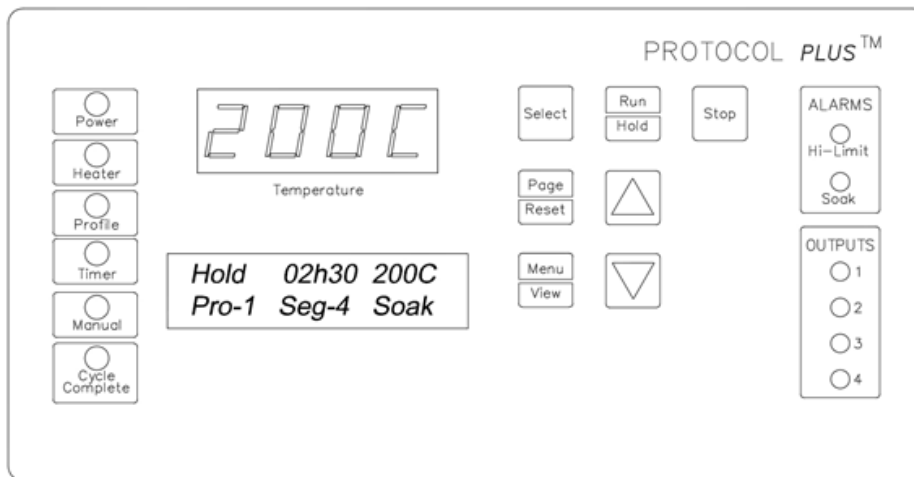 PROTOCOL PLUS™
Power
Heater
Profile
Timer
Manual
Cycle
Complete
200C
Temperature
Hold 02h30 200C
Pro-1 Seg-4 Soak
Select
Run
Hold
Stop
Page
Reset
Menu
View
ALARMS
Hi-Limit
Soak
OUTPUTS
1
2
3
4